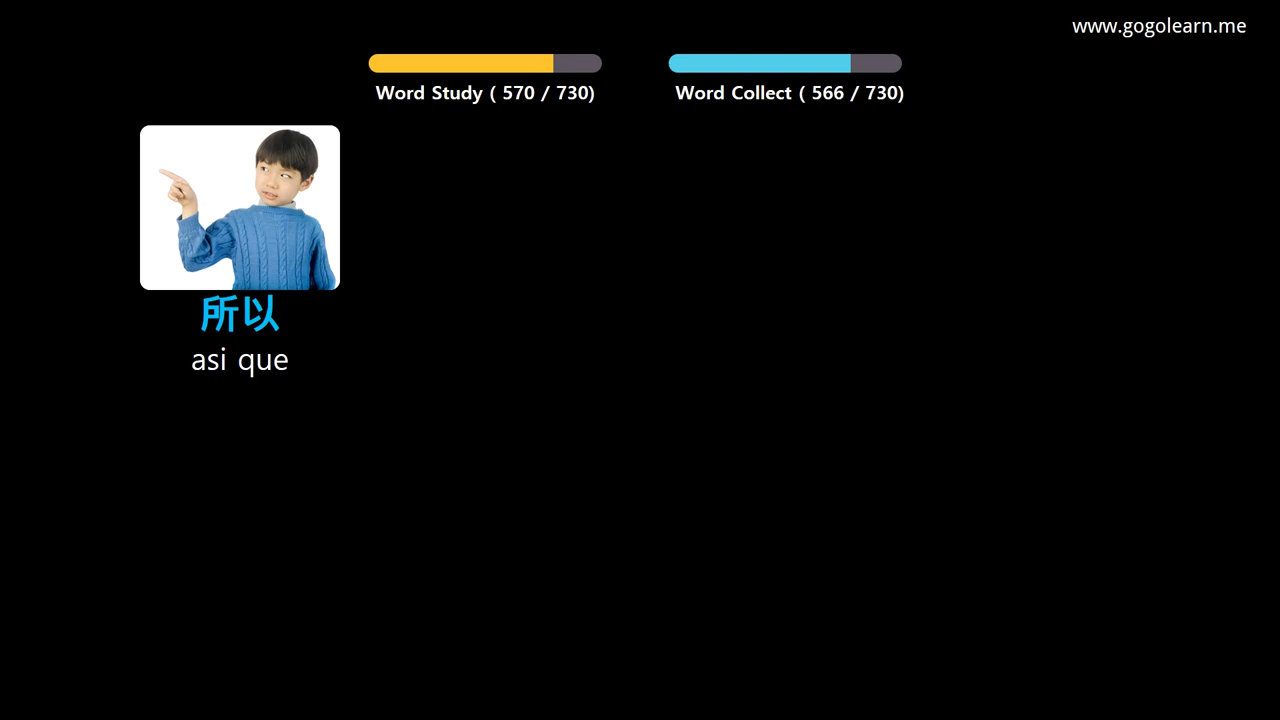 www.gogolearn.me
Word Study ( 570 / 730)
Word Collect ( 566 / 730)
所以
asi que